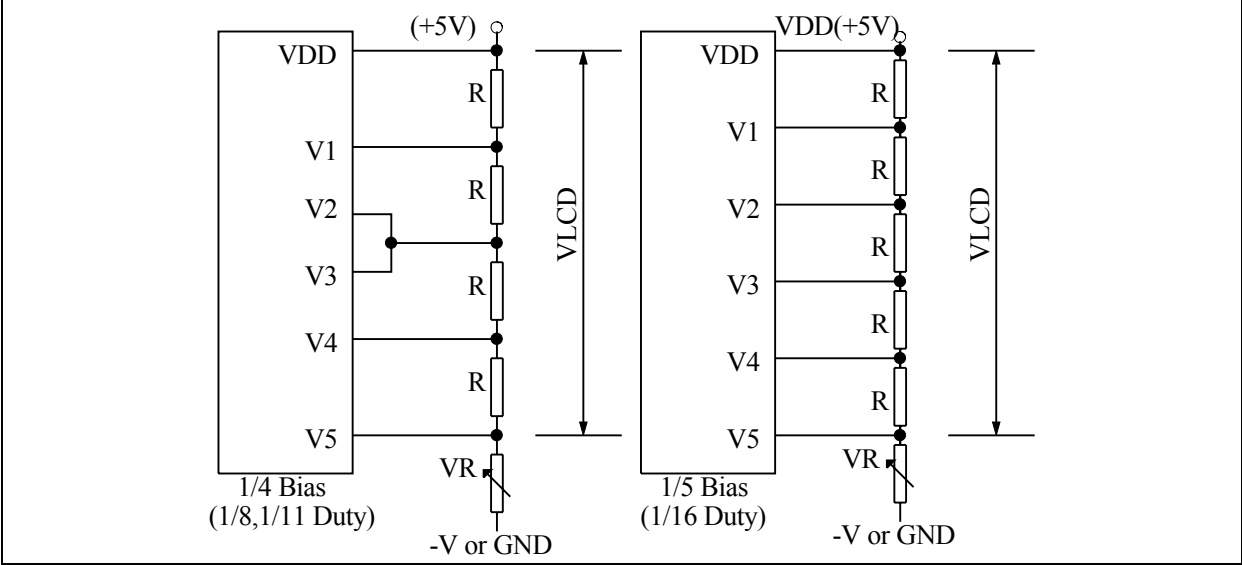 (+5V)
VDD
R
V1
R
V2
V3
R
V4
R
V5
VR
VLCD
1/4 Bias
(1/8,1/11 Duty)
-V or GND
VDD(+5V)
VDD
R
V1
R
V2
R
V3
R
V4
R
V5
VR
VLCD
1/5 Bias
(1/16 Duty)
-V or GND